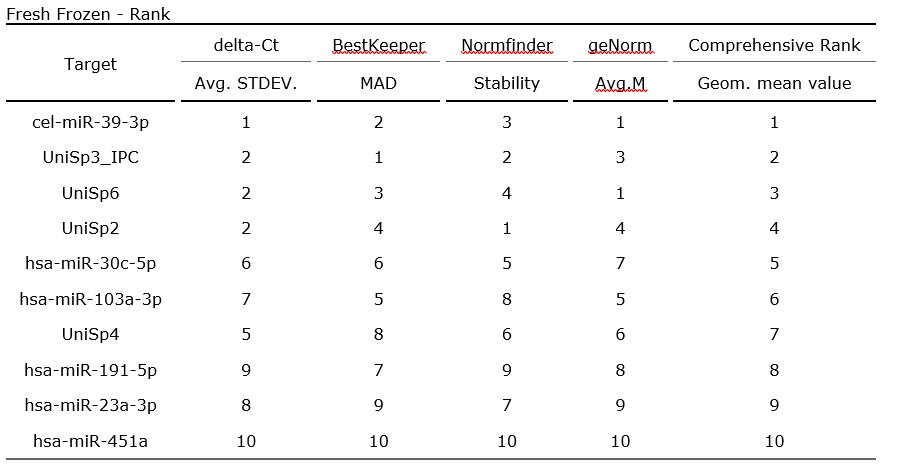 Fresh Frozen - Rank
Target delta-Ct BestKeeper Normfinder geNorm Comprehensive Rank
Avg. STDEV. MAD Stability Avg.M Geom. mean value
cel-miR-39-3p 1 2 3 1 1
UniSp3_IPC 2 1 2 3 2
UniSp6 2 3 4 1 3
UniSp2 2 4 1 4 4
hsa-miR-30c-5p 6 6 5 7 5
hsa-miR-103a-3p 7 5 8 5 6
UniSp4 5 8 6 6 7
hsa-miR-191-5p 9 7 9 8 8
hsa-miR-23a-3p 8 9 7 9 9
hsa-miR-451a 10 10 10 10 10